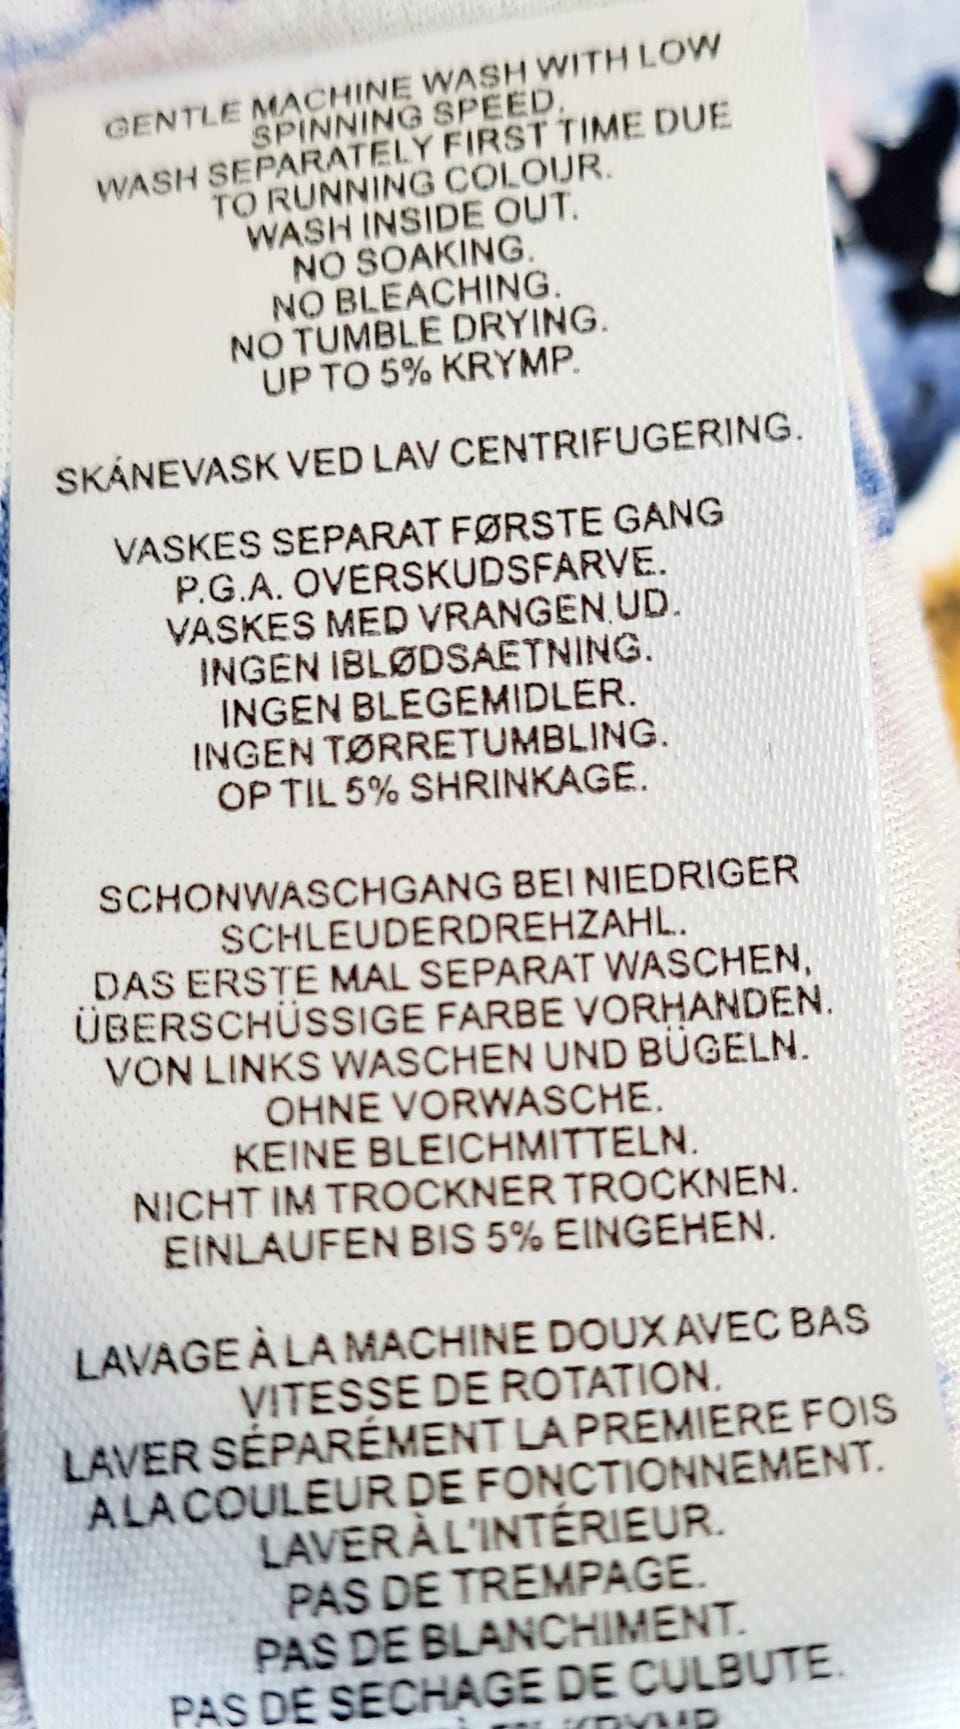 GENTLE MACHINE WASH WITH LOW
SPINNING SPEED.
WASH SEPARATELY FIRST TIME DUE
TO RUNNING COLOUR.
WASH INSIDE OUT.
NO SOAKING.
NO BLEACHING.
NO TUMBLE DRYING.
UP TO 5% KRYMP.
SKÁNEVASK VED LAV CENTRIFUGERING.
VASKES SEPARAT FØRSTE GANG
P.G.A. OVERSKUDSFARVE.
VASKES MED VRANGEN UD.
INGEN IBLØDSAETNING.
INGEN BLEGEMIDLER.
INGEN TØRRETUMBLING.
OP TIL 5% SHRINKAGE.
SCHONWASCHGANG BEI NIEDRIGER
SCHLEUDERDREHZAHL.
DAS ERSTE MAL SEPARAT WASCHEN,
ÜBERSCHÜSSIGE FARBE VORHANDEN.
VON LINKS WASCHEN UND BÜGELN.
OHNE VORWASCHE.
KEINE BLEICHMITTELN.
NICHT IM TROCKNER TROCKNEN.
EINLAUFEN BIS 5% EINGEHEN.
LAVAGE À LA MACHINE DOUX AVEC BAS
VITESSE DE ROTATION.
LAVER SÉPARÉMENT LA PREMIERE FOIS
A LA COULEUR DE FONCTIONNEMENT.
LAVER À L'INTÉRIEUR.
PAS DE TREMPAGE.
PAS DE BLANCHIMENT.
PAS DE SECHAGE DE CULBUTE.
À 5% KRYMP